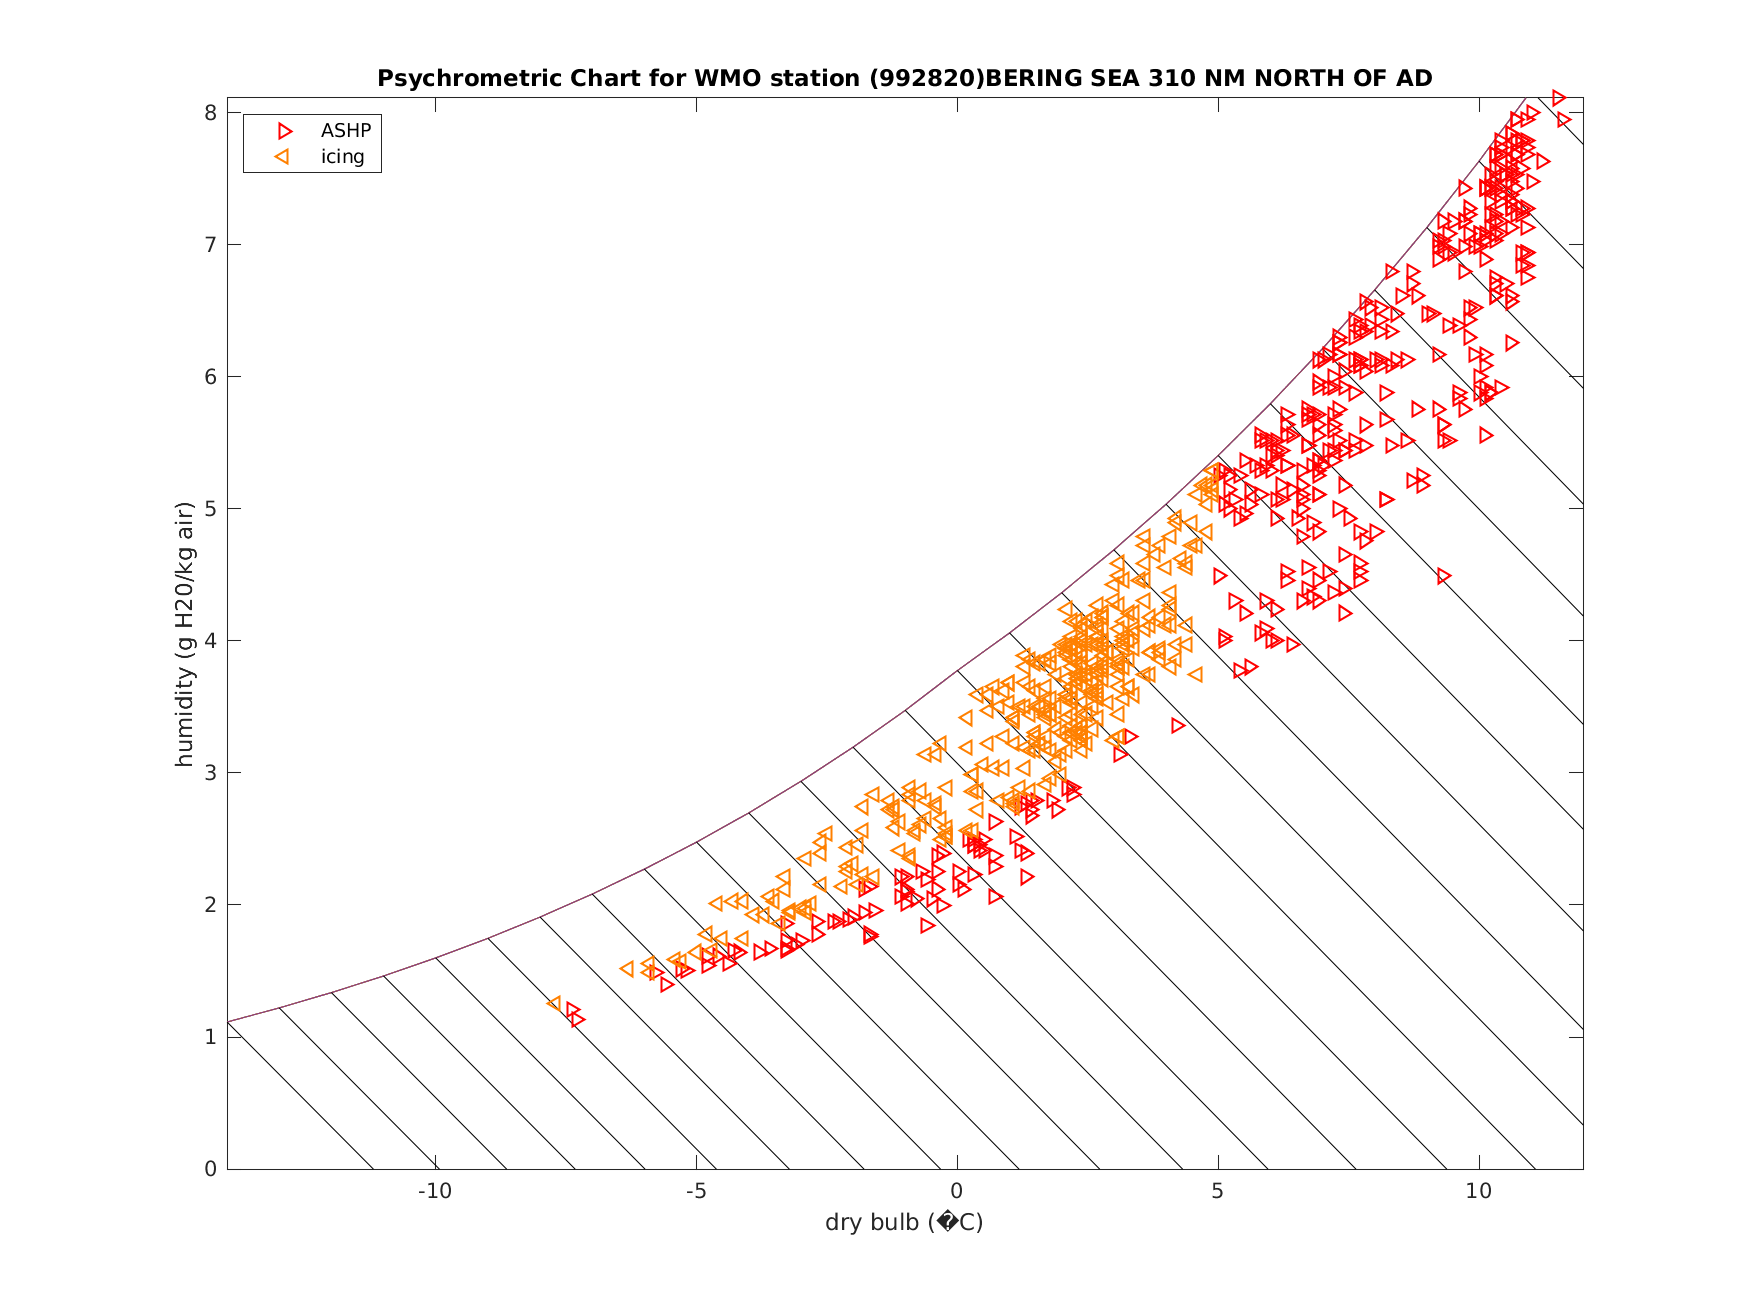 Psychrometric Chart for WMO station (992820)BERING SEA 310 NM NORTH OF AD
ASHP
icing
8
7
6
5
4
3
2
1
0
humidity (g H20/kg air)
-10 -5 0 5 10
dry bulb (�C)